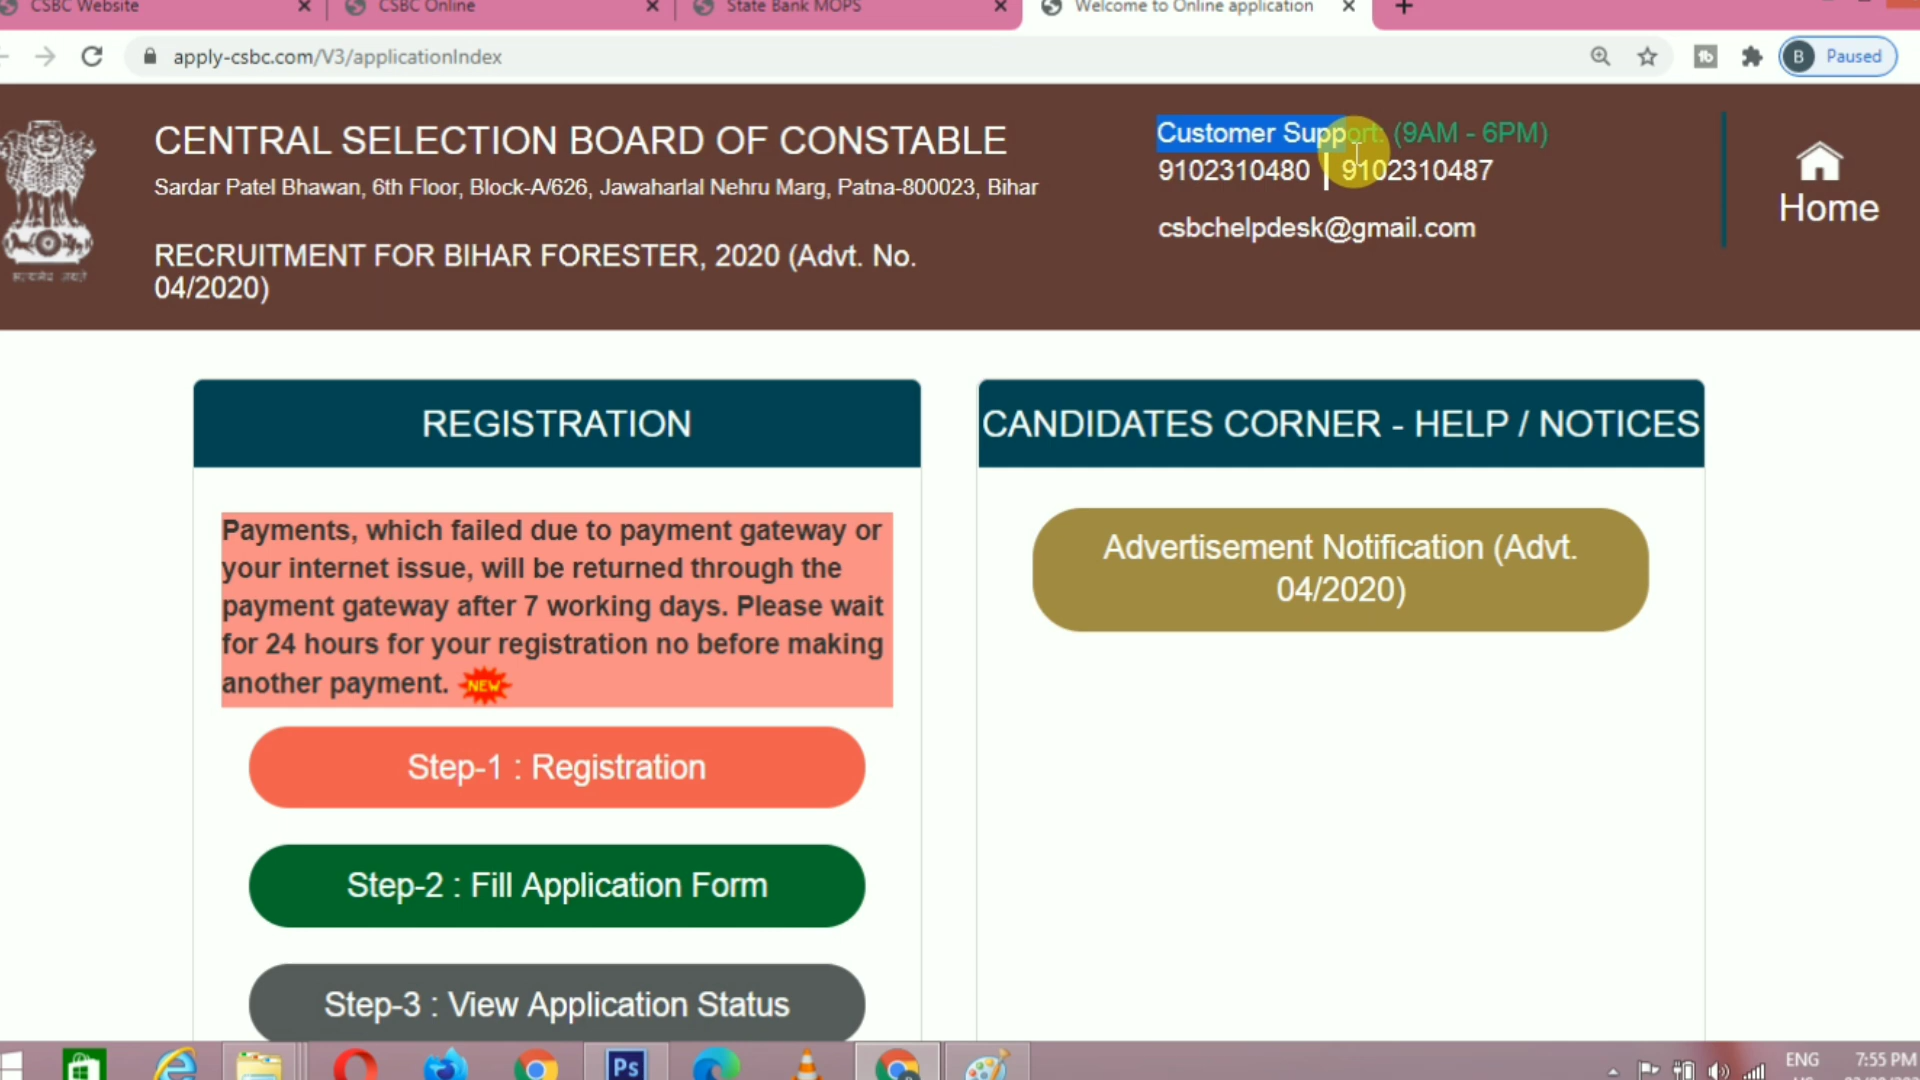 CSBC Website
CSBC Online
State Bank MOPS
Welcome to Online application
apply-csbc.com/V3/applicationIndex
B Paused
CENTRAL SELECTION BOARD OF CONSTABLE
Sardar Patel Bhawan, 6th Floor, Block-A/626, Jawaharlal Nehru Marg, Patna-800023, Bihar
RECRUITMENT FOR BIHAR FORESTER, 2020 (Advt. No.
04/2020)
सत्यमेव जयते
Customer Support: (9AM - 6PM)
9102310480 | 9102310487
csbchelpdesk@gmail.com
Home
REGISTRATION
Payments, which failed due to payment gateway or
your internet issue, will be returned through the
payment gateway after 7 working days. Please wait
for 24 hours for your registration no before making
another payment. NEW
Step-1 : Registration
Step-2 : Fill Application Form
Step-3 : View Application Status
CANDIDATES CORNER - HELP / NOTICES
Advertisement Notification (Advt.
04/2020)
Ps
ENG
7:55 PM